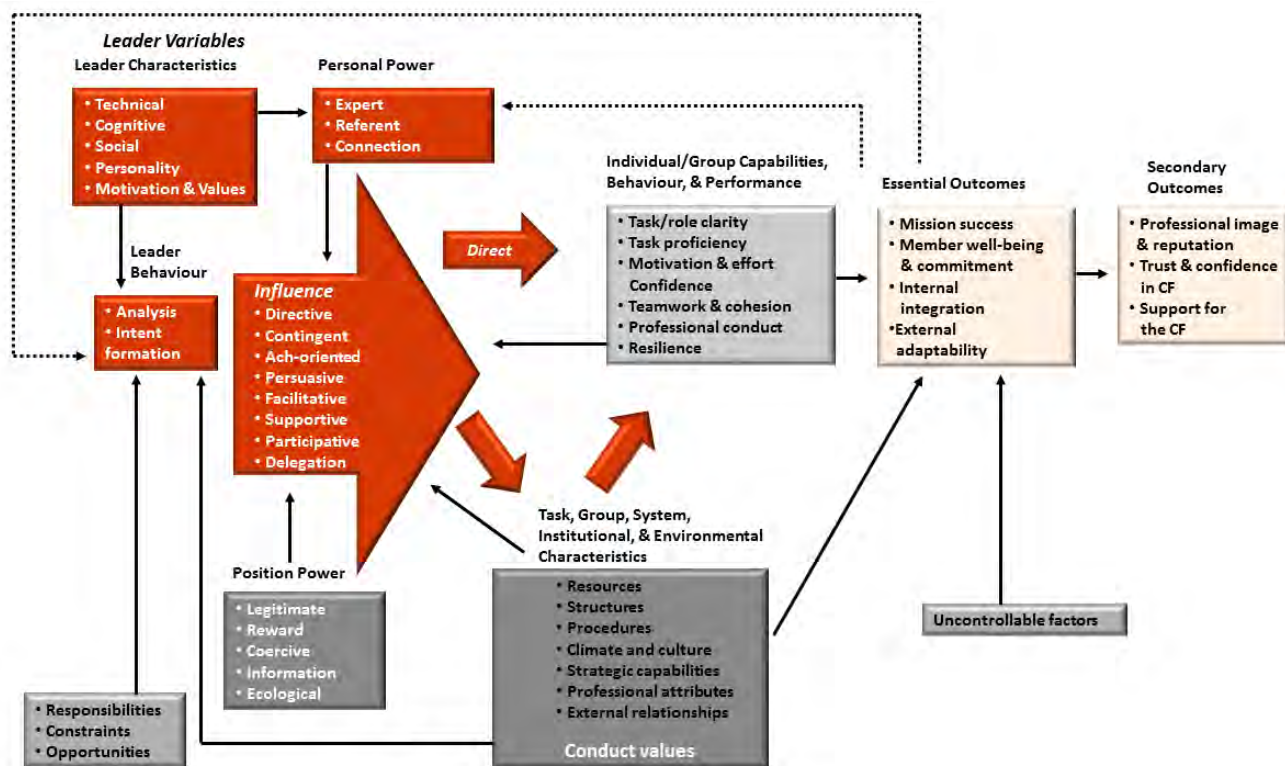 Leader Variables
Leader Characteristics
• Technical
• Cognitive
• Social
• Personality
• Motivation & Values
Personal Power
• Expert
• Referent
• Connection
Leader
Behaviour
• Analysis
• Intent
formation
Influence
• Directive
• Contingent
• Ach-oriented
• Persuasive
• Facilitative
• Supportive
• Participative
• Delegation
Direct
Individual/Group Capabilities,
Behaviour, & Performance
• Task/role clarity
• Task proficiency
• Motivation & effort
Confidence
• Teamwork & cohesion
• Professional conduct
• Resilience
Essential Outcomes
• Mission success
• Member well-being
& commitment
• Internal
integration
•External
adaptability
Secondary
Outcomes
• Professional image
& reputation
• Trust & confidence
in CF
• Support for
the CF
Position Power
• Legitimate
• Reward
• Coercive
• Information
• Ecological
Task, Group, System,
Institutional, & Environmental
Characteristics
• Resources
• Structures
• Procedures
• Climate and culture
• Strategic capabilities
• Professional attributes
• External relationships
Conduct values
Uncontrollable factors
• Responsibilities
• Constraints
• Opportunities